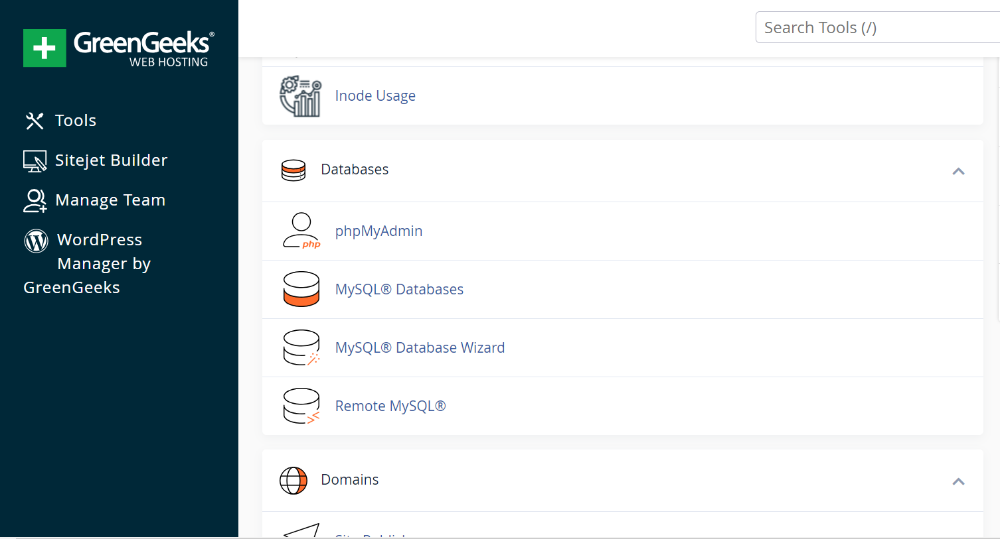 GreenGeeks®
WEB HOSTING
Tools
Sitejet Builder
Manage Team
WordPress
Manager by
GreenGeeks
Search Tools (/)
Inode Usage
Databases
phpMyAdmin
php
MySQL® Databases
MySQL® Database Wizard
Remote MySQL®
Domains